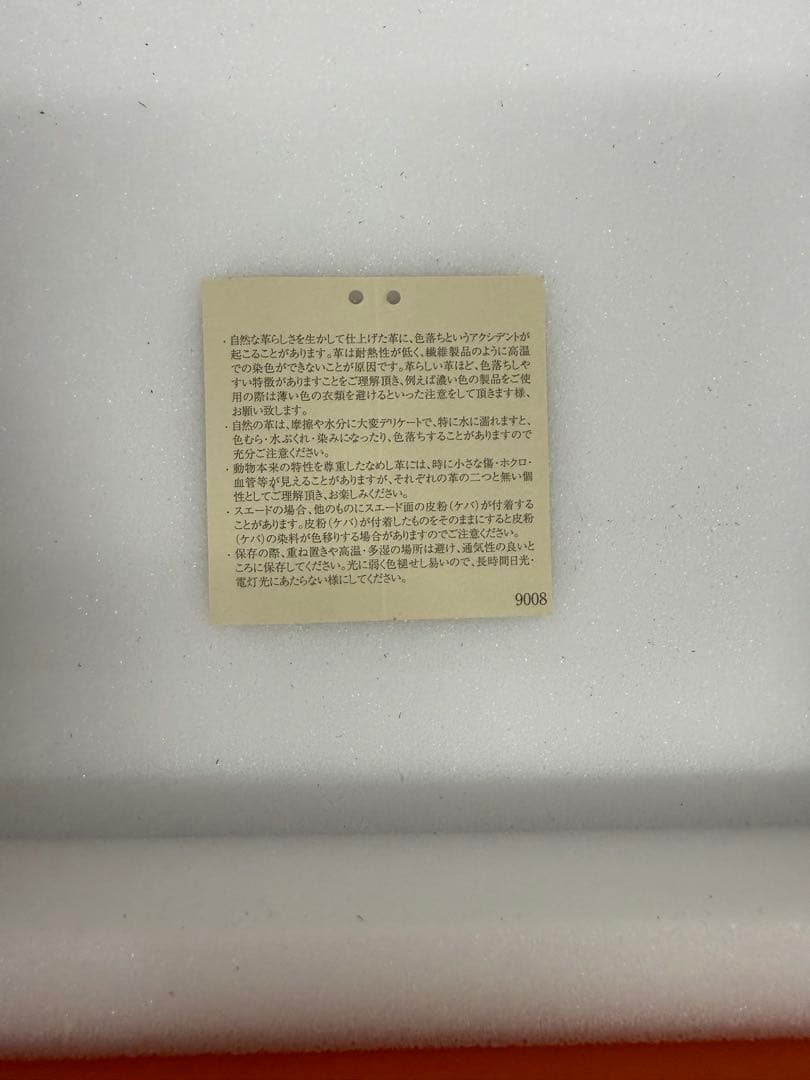 ・自然な革らしさを生かして仕上げた革に、色落ちというアクシデントが
起こることがあります。革は耐熱性が低く、繊維製品のように高温
での染色ができないことが原因です。革らしい革ほど、色落ちしや
すい特徴がありますことをご理解頂き、例えば濃い色の製品をご使
用の際は薄い色の衣類を避けるといった注意をして頂きます様、
お願い致します。
・自然の革は、摩擦や水分に大変デリケートで、特に水に濡れますと、
色むら・水ぶくれ・染みになったり、色落ちすることがありますので
充分ご注意ください。
・動物本来の特性を尊重したなめし革には、時に小さな傷・ホクロ・
血管等が見えることがありますが、それぞれの革の二つと無い個
性としてご理解頂き、お楽しみください。
・スエードの場合、他のものにスエード面の皮粉(ケバ)が付着する
ことがあります。皮粉(ケバ)が付着したものをそのままにすると皮粉
(ケバ)の染料が色移りする場合がありますのでご注意ください。
・保存の際、重ね置きや高温・多湿の場所は避け、通気性の良いと
ころに保存してください。光に弱く色褪せし易いので、長時間日光・
電灯光にあたらない様にしてください。
9008